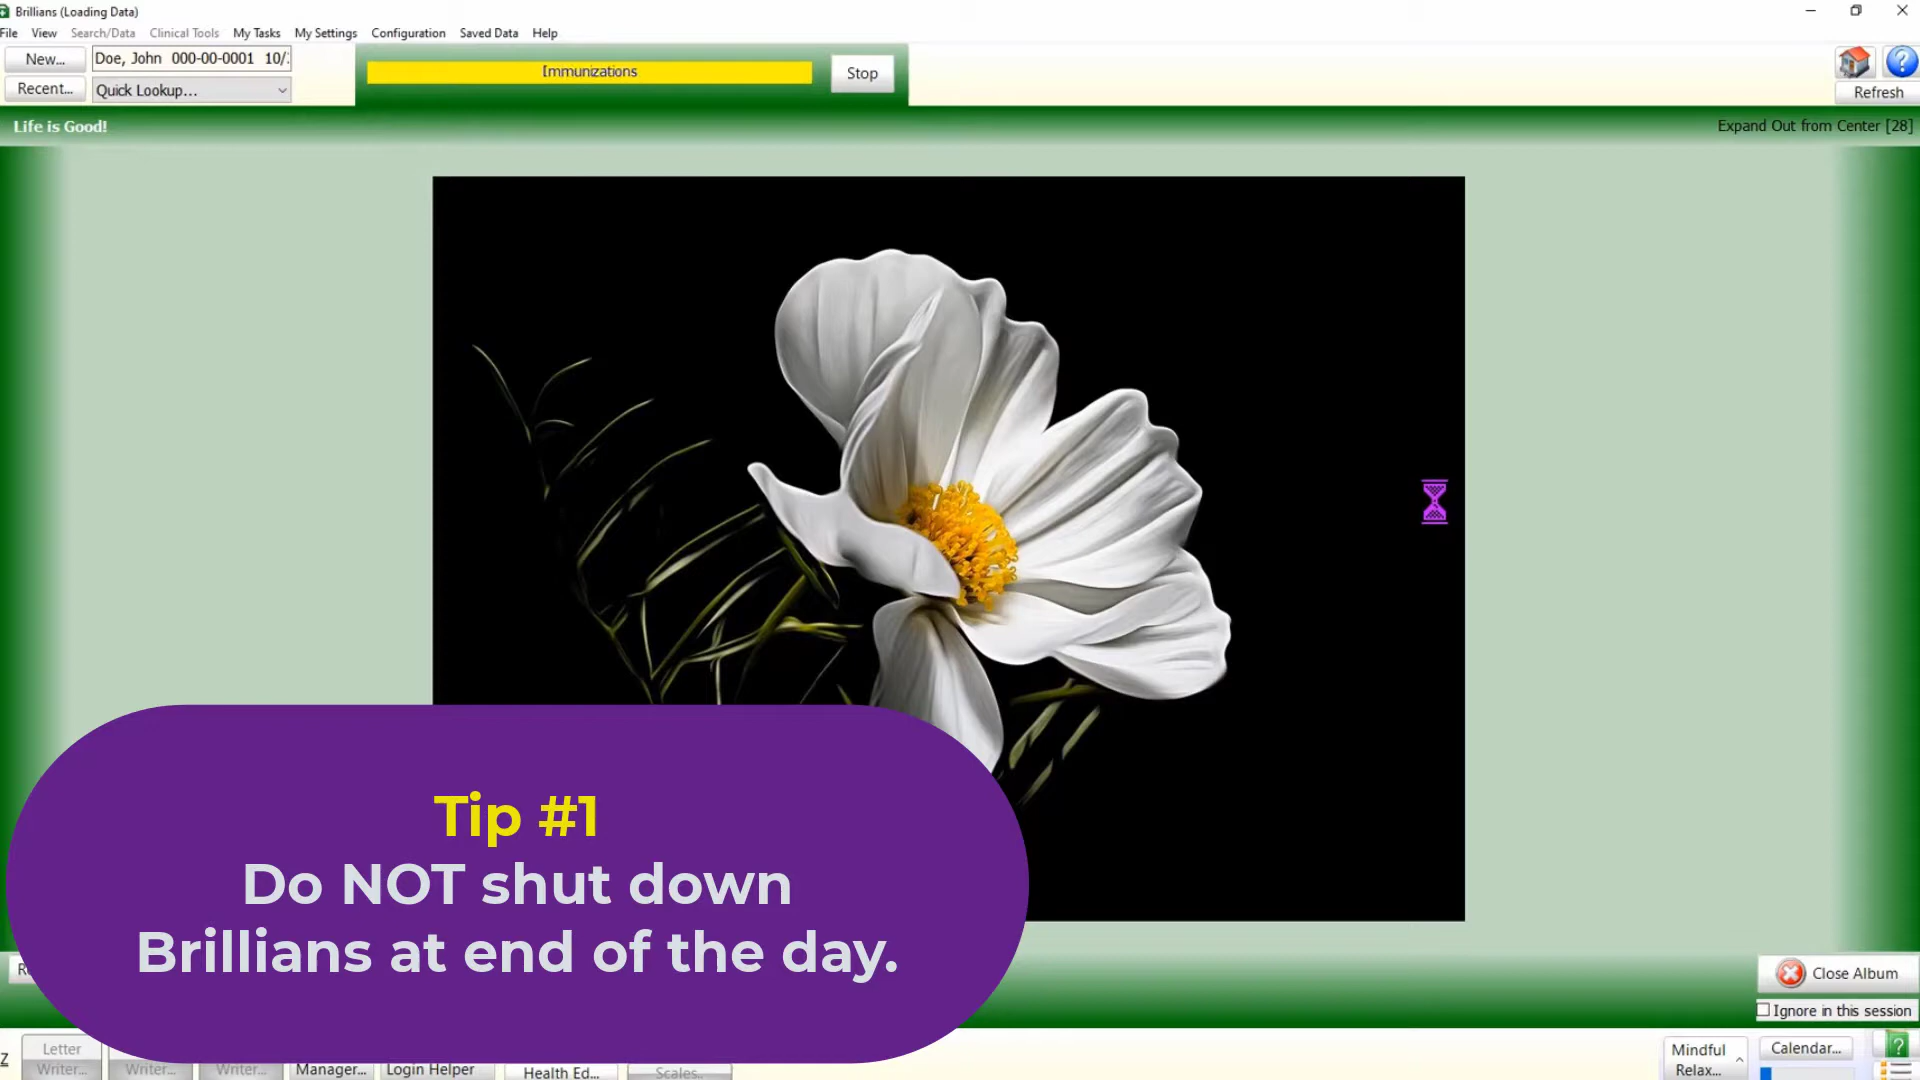 Brillians (Loading Data)
File View Search/Data Clinical Tools My Tasks My Settings Configuration Saved Data Help
New... Doe, John 000-00-0001 10/
Immunizations
Stop
Recent... Quick Lookup...
Refresh
Life is Good!
Expand Out from Center [28]
Tip #1
Do NOT shut down
Brillians at end of the day.
Close Album
Ignore in this session
Z
Letter
Writer...
Writer...
Writer...
Manager...
Login Helper
Health Ed...
Scales...
Mindful
Relax...
Calendar...